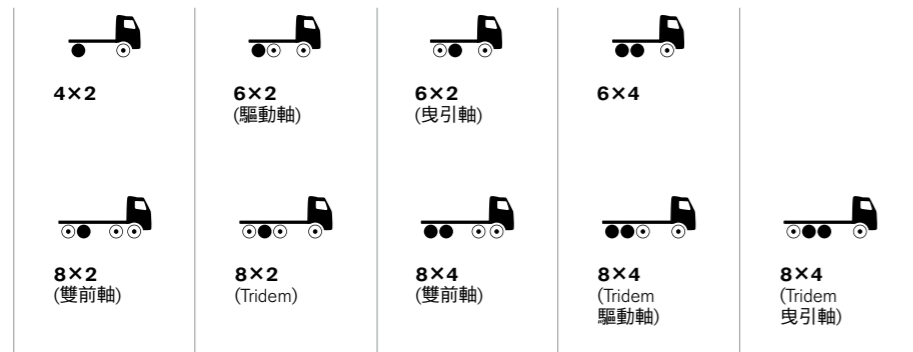 4×2
6×2
(驅動軸)
6×2
(曳引軸)
6×4
8×2
(雙前軸)
8×2
(Tridem)
8×4
(雙前軸)
8×4
(Tridem
驅動軸)
8×4
(Tridem
曳引軸)